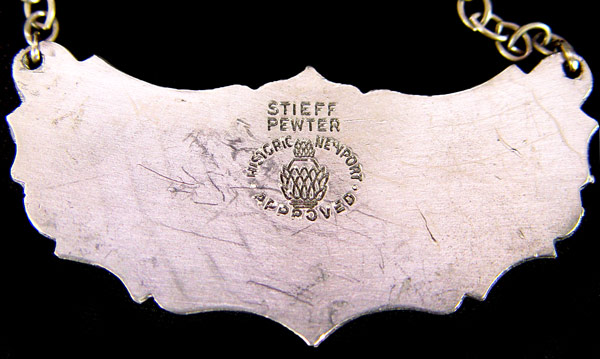 STIEFF
PEWTER
HISTORIC NEWPORT
APPROVED.